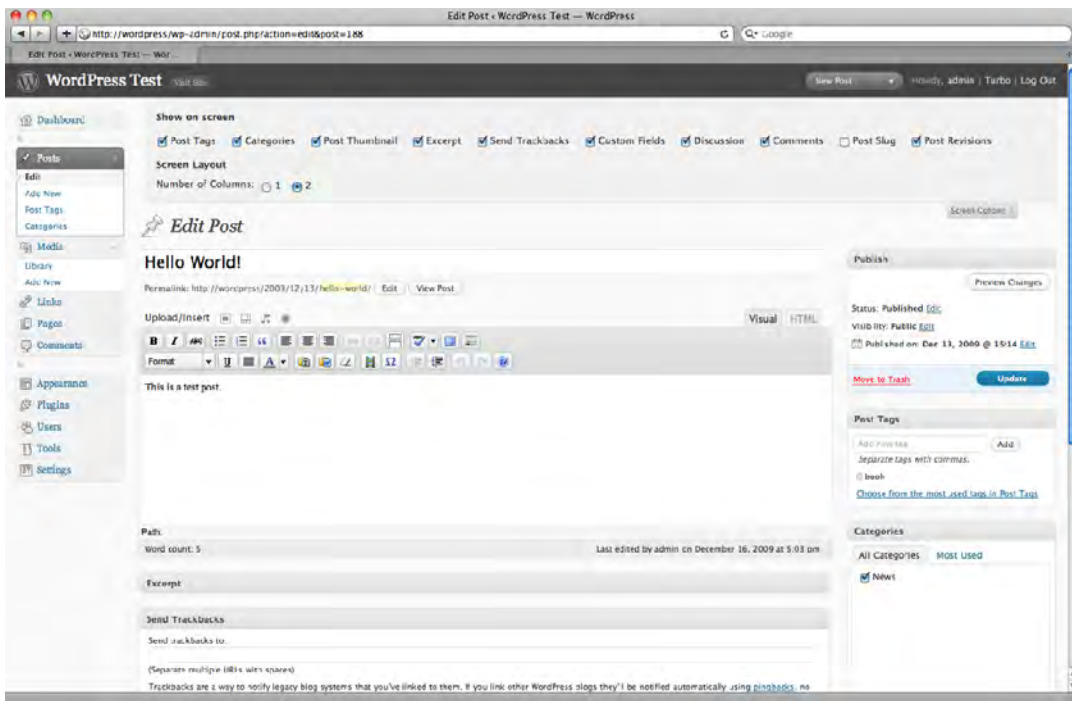 Edit Post ‹ WordPress Test — WordPress
http://wordpress/wp-admin/post.php?action=edit&post=188
Google
Edit Post ‹ WordPress Test — Wor...
WordPress Test
Visit Site
New Post
Howdy, admin | Turbo | Log Out
Show on screen
Post Tags Categories Post Thumbnail Excerpt Send Trackbacks Custom Fields Discussion Comments Post Slug Post Revisions
Screen Layout
Number of Columns: 1 2
Screen Options
Dashboard
Posts
Edit
Add New
Post Tags
Categories
Media
Library
Add New
Links
Pages
Comments
Appearance
Plugins
Users
Tools
Settings
Edit Post
Hello World!
Permalink: http://wordpress/2009/12/13/hello-world/ Edit View Post
Upload/Insert
Visual HTML
B I ABC
Format U A Ω
This is a test post.
Path:
Word count: 5
Last edited by admin on December 16, 2009 at 5:03 pm
Excerpt
Send Trackbacks
Send trackbacks to:
(Separate multiple URLs with spaces)
Trackbacks are a way to notify legacy blog systems that you've linked to them. If you link other WordPress blogs they'll be notified automatically using pingbacks, no
Publish
Preview Changes
Status: Published Edit
Visibility: Public Edit
Published on: Dec 13, 2009 @ 15:14 Edit
Move to Trash
Update
Post Tags
Add new tag
Add
Separate tags with commas.
book
Choose from the most used tags in Post Tags
Categories
All Categories Most Used
News